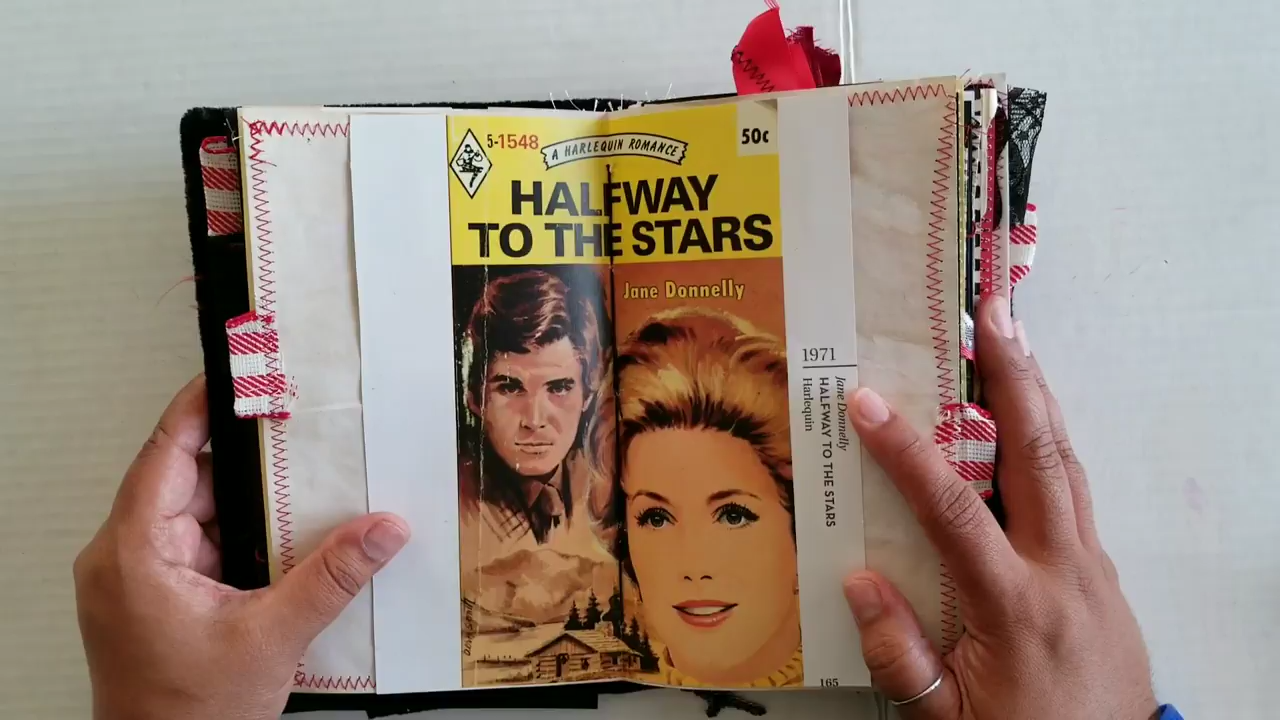 5-1548
A HARLEQUIN ROMANCE
50¢
HALFWAY
TO THE STARS
Jane Donnelly
1971
Jane Donnelly
HALFWAY TO THE STARS
Harlequin
165